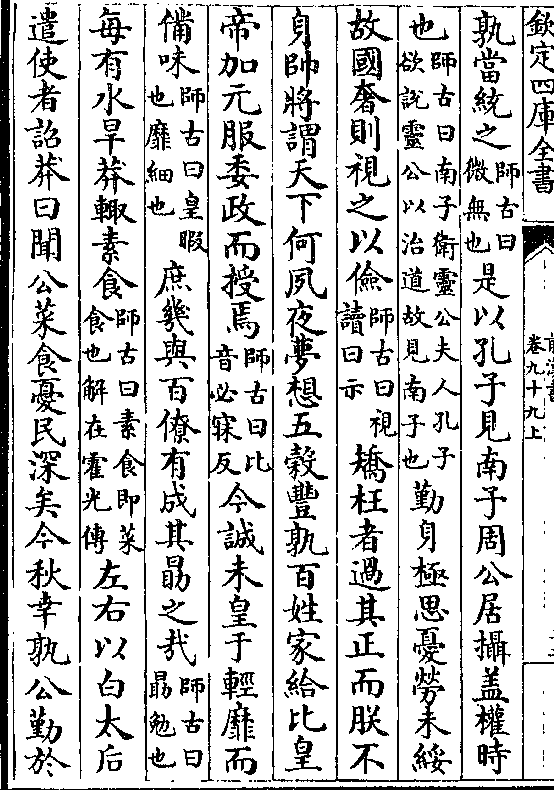 欽定四庫全書
卷九十九上
孰當統之師古曰微無也是以孔子見南子周公居攝盖權時
也師古曰南子衛靈公夫人孔子欲説靈公以治道故見南子也勤身極思憂勞未綏
故國奢則視之以儉師古曰視讀曰示矯枉者過其正而朕不
身帥將謂天下何夙夜夢想五穀豐孰百姓家給比皇
帝加元服委政而授焉師古曰比音必寐反今誠未皇于輕靡而
備味師古曰皇暇也靡細也庶幾與百僚有成其勗之哉師古曰勗勉也
每有水旱莽輒素食師古曰素食即菜食也解在霍光傳左右以白太后
遣使者詔莽曰聞公菜食憂民深矣今秋幸孰公勤於